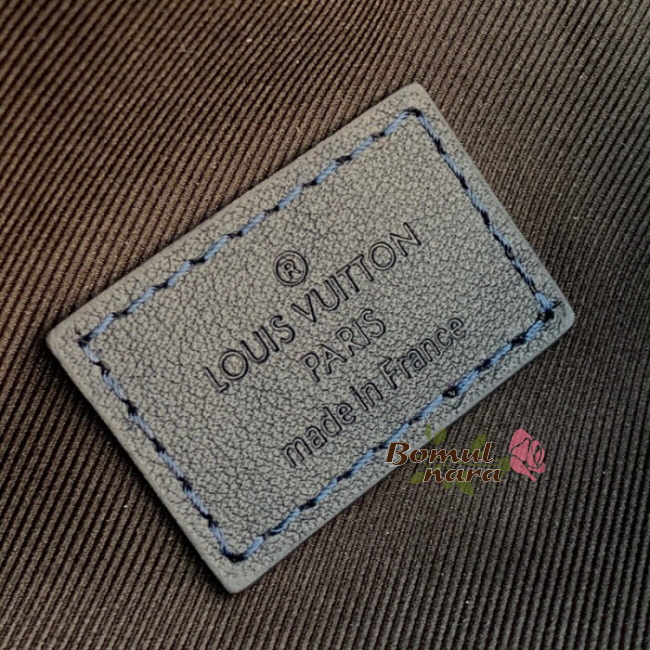 ®
LOUIS VUITTON
PARIS
made In France
Bomul
nara